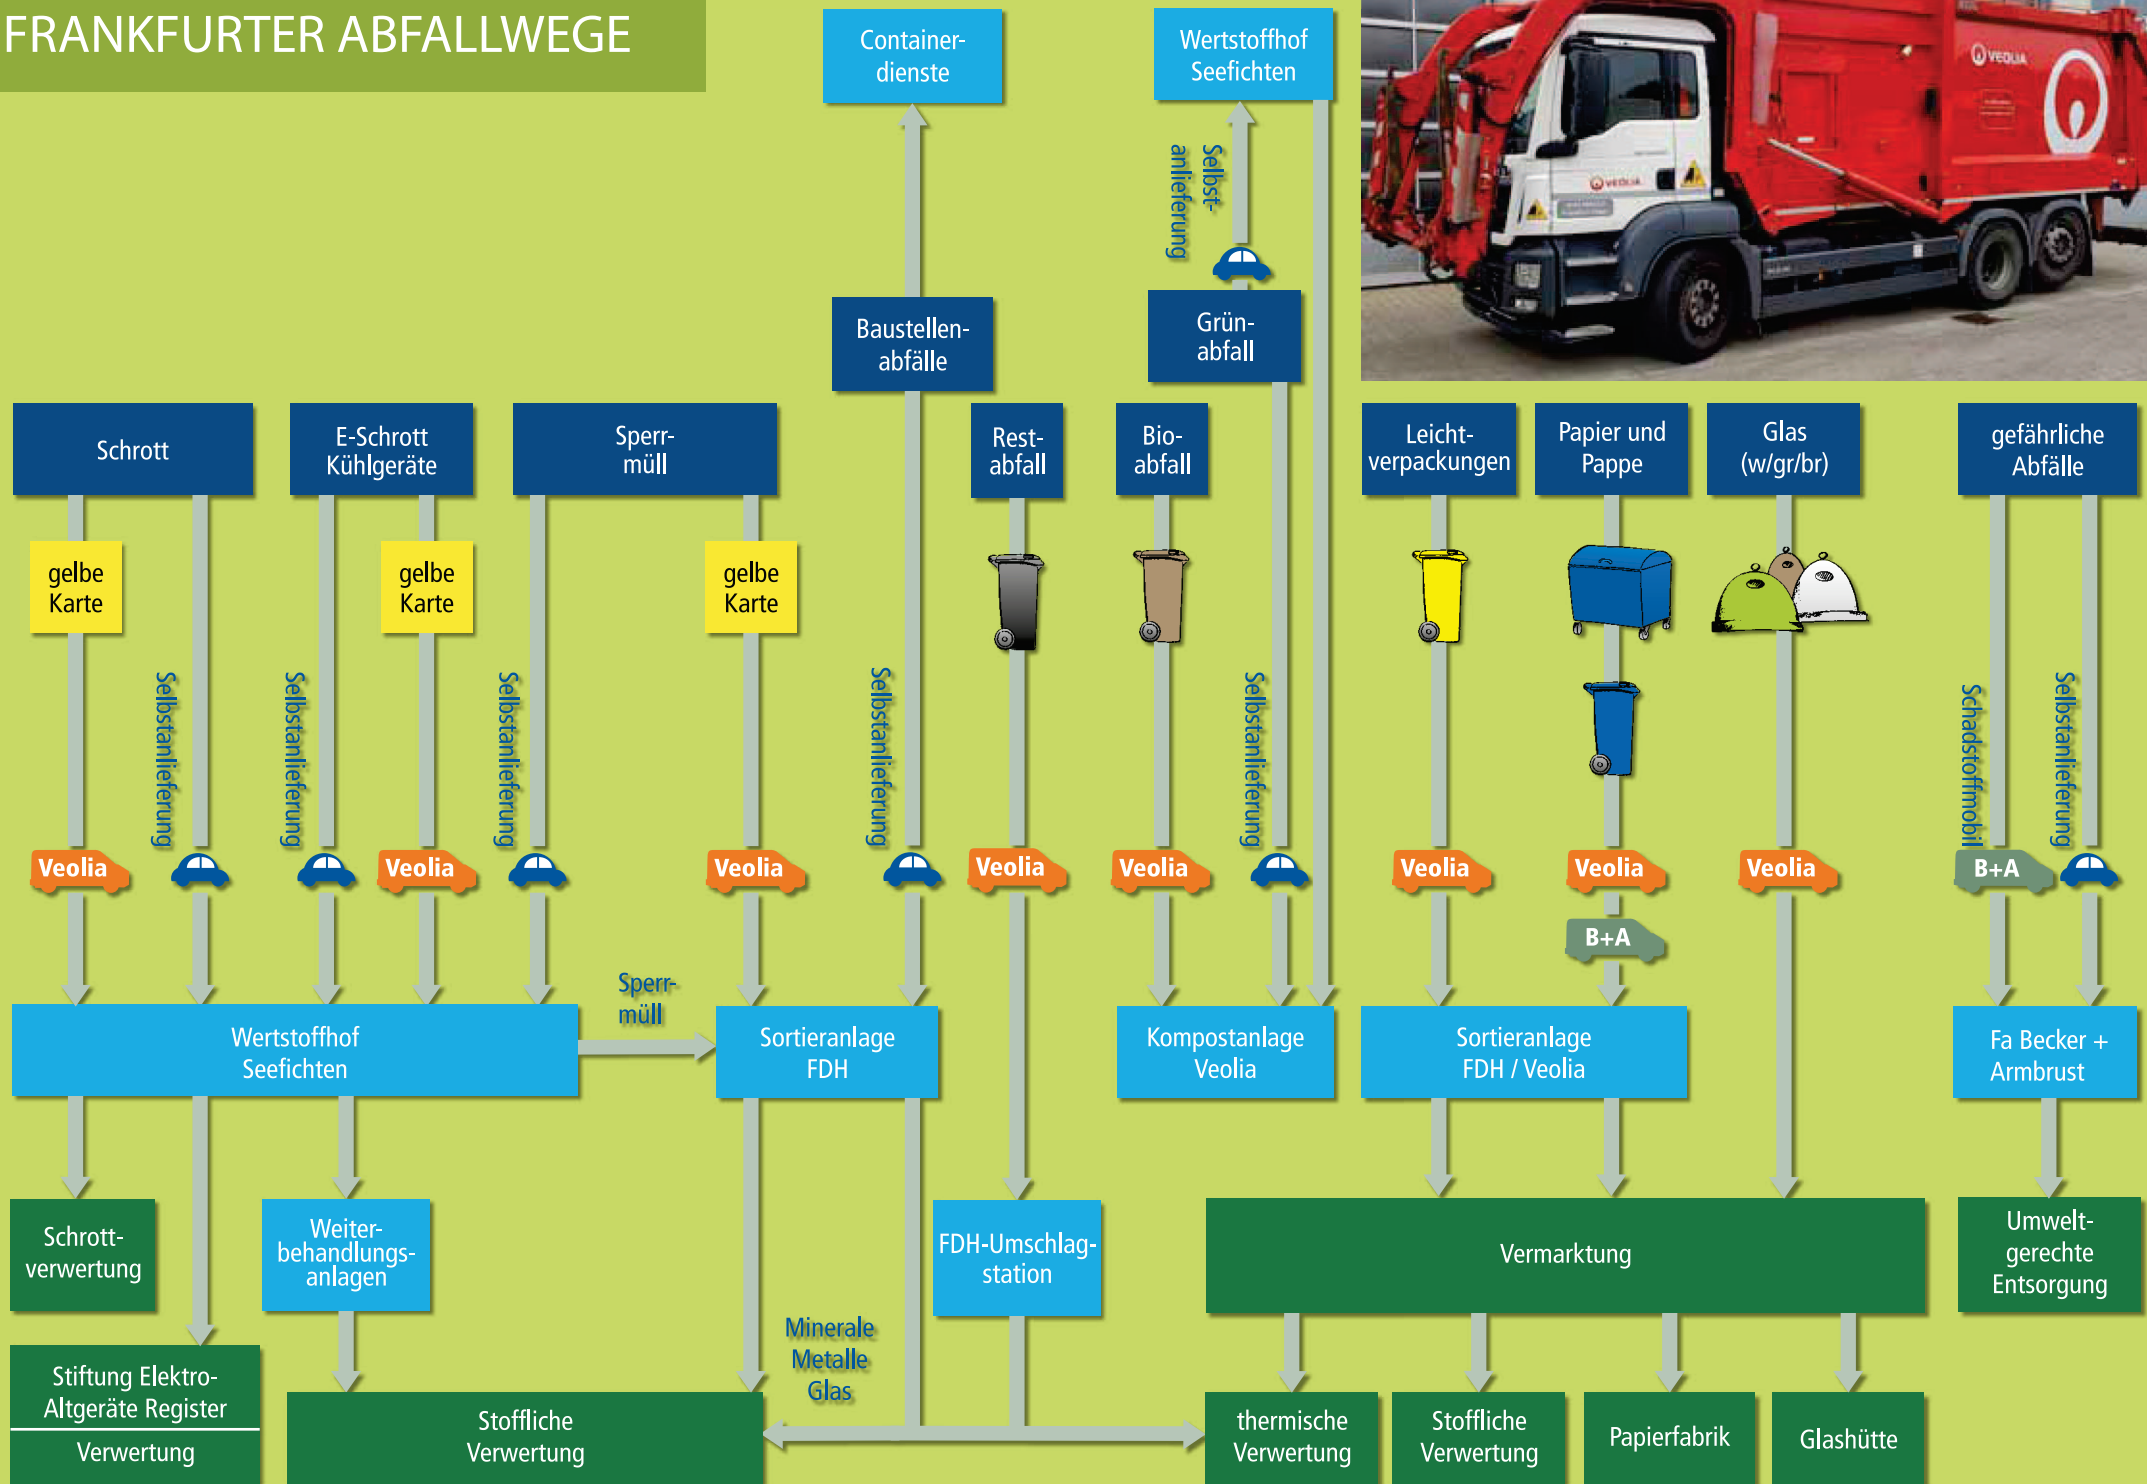 FRANKFURTER ABFALLWEGE
Container-
dienste
Wertstoffhof
Seefichten
VEOLIA
VEOLIA
Selbst-
anlieferung
Baustellen-
abfälle
Grün-
abfall
Schrott
E-Schrott
Kühlgeräte
Sperr-
müll
Rest-
abfall
Bio-
abfall
Leicht-
verpackungen
Papier und
Pappe
Glas
(w/gr/br)
gefährliche
Abfälle
gelbe
Karte
gelbe
Karte
gelbe
Karte
Selbstanlieferung
Selbstanlieferung
Selbstanlieferung
Selbstanlieferung
Selbstanlieferung
Schadstoffmobil
Selbstanlieferung
Veolia
Veolia
Veolia
Veolia
Veolia
Veolia
Veolia
Veolia
B+A
B+A
Wertstoffhof
Seefichten
Sperr-
müll
Sortieranlage
FDH
Kompostanlage
Veolia
Sortieranlage
FDH / Veolia
Fa Becker +
Armbrust
Schrott-
verwertung
Weiter-
behandlungs-
anlagen
FDH-Umschlag-
station
Vermarktung
Umwelt-
gerechte
Entsorgung
Minerale
Metalle
Glas
Stiftung Elektro-
Altgeräte Register
Verwertung
Stoffliche
Verwertung
thermische
Verwertung
Stoffliche
Verwertung
Papierfabrik
Glashütte